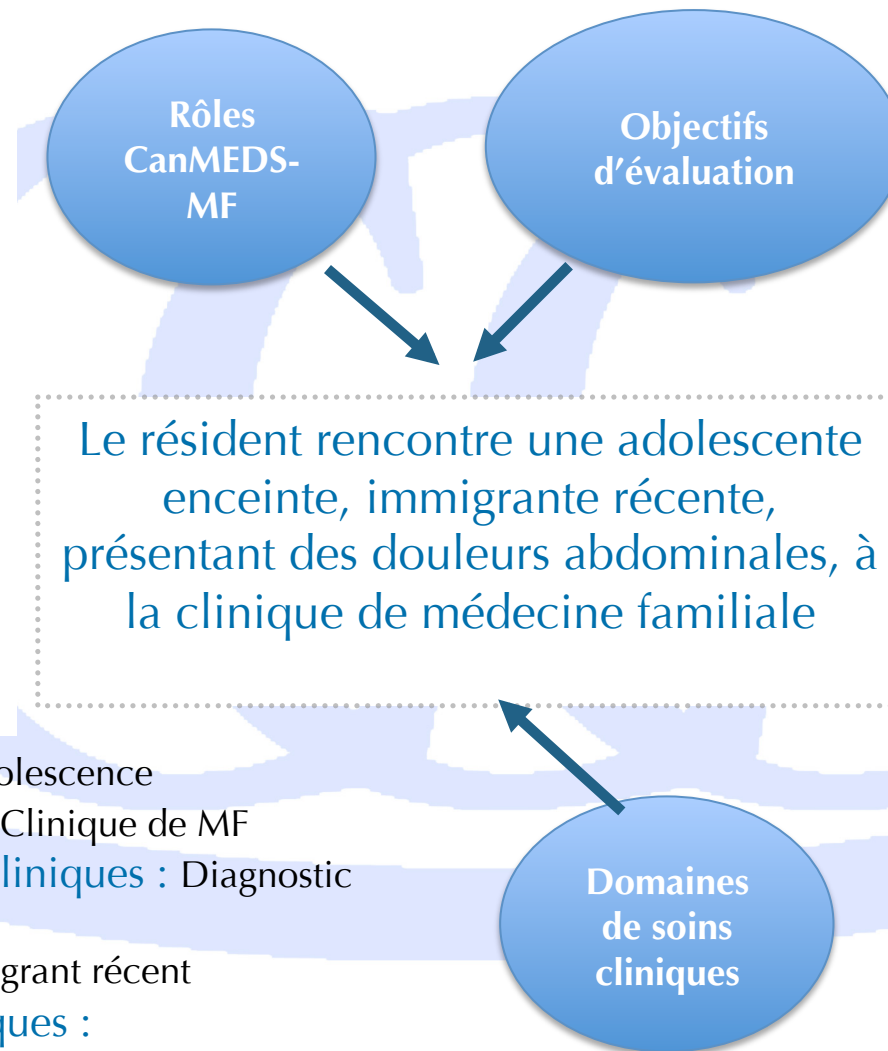 Rôles
CanMEDS-
MF
Objectifs
d'évaluation
Le résident rencontre une adolescente
enceinte, immigrante récente,
présentant des douleurs abdominales, à
la clinique de médecine familiale
olescence
Clinique de MF
liniques : Diagnostic
grant récent
ques :
Domaines
de soins
cliniques